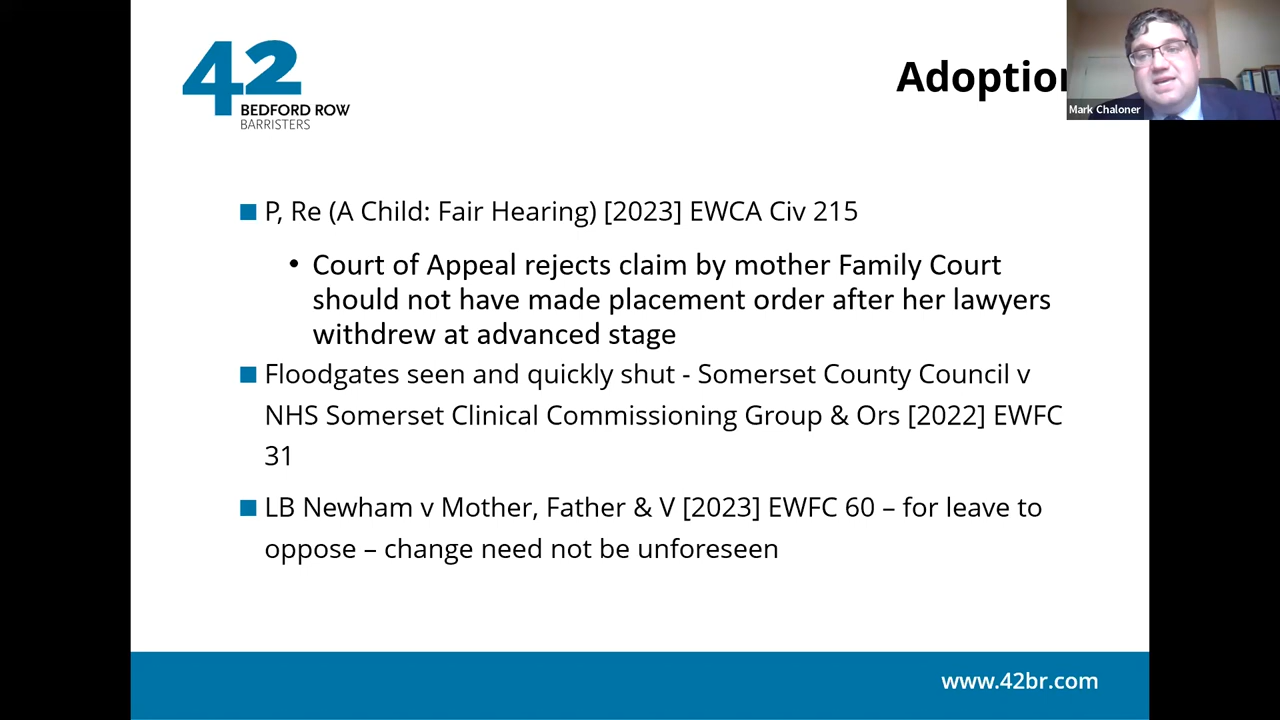 42
BEDFORD ROW
BARRISTERS
Adoption
Mark Chaloner
P, Re (A Child: Fair Hearing) [2023] EWCA Civ 215
Court of Appeal rejects claim by mother Family Court
should not have made placement order after her lawyers
withdrew at advanced stage
Floodgates seen and quickly shut - Somerset County Council v
NHS Somerset Clinical Commissioning Group & Ors [2022] EWFC
31
LB Newham v Mother, Father & V [2023] EWFC 60 – for leave to
oppose – change need not be unforeseen
www.42br.com